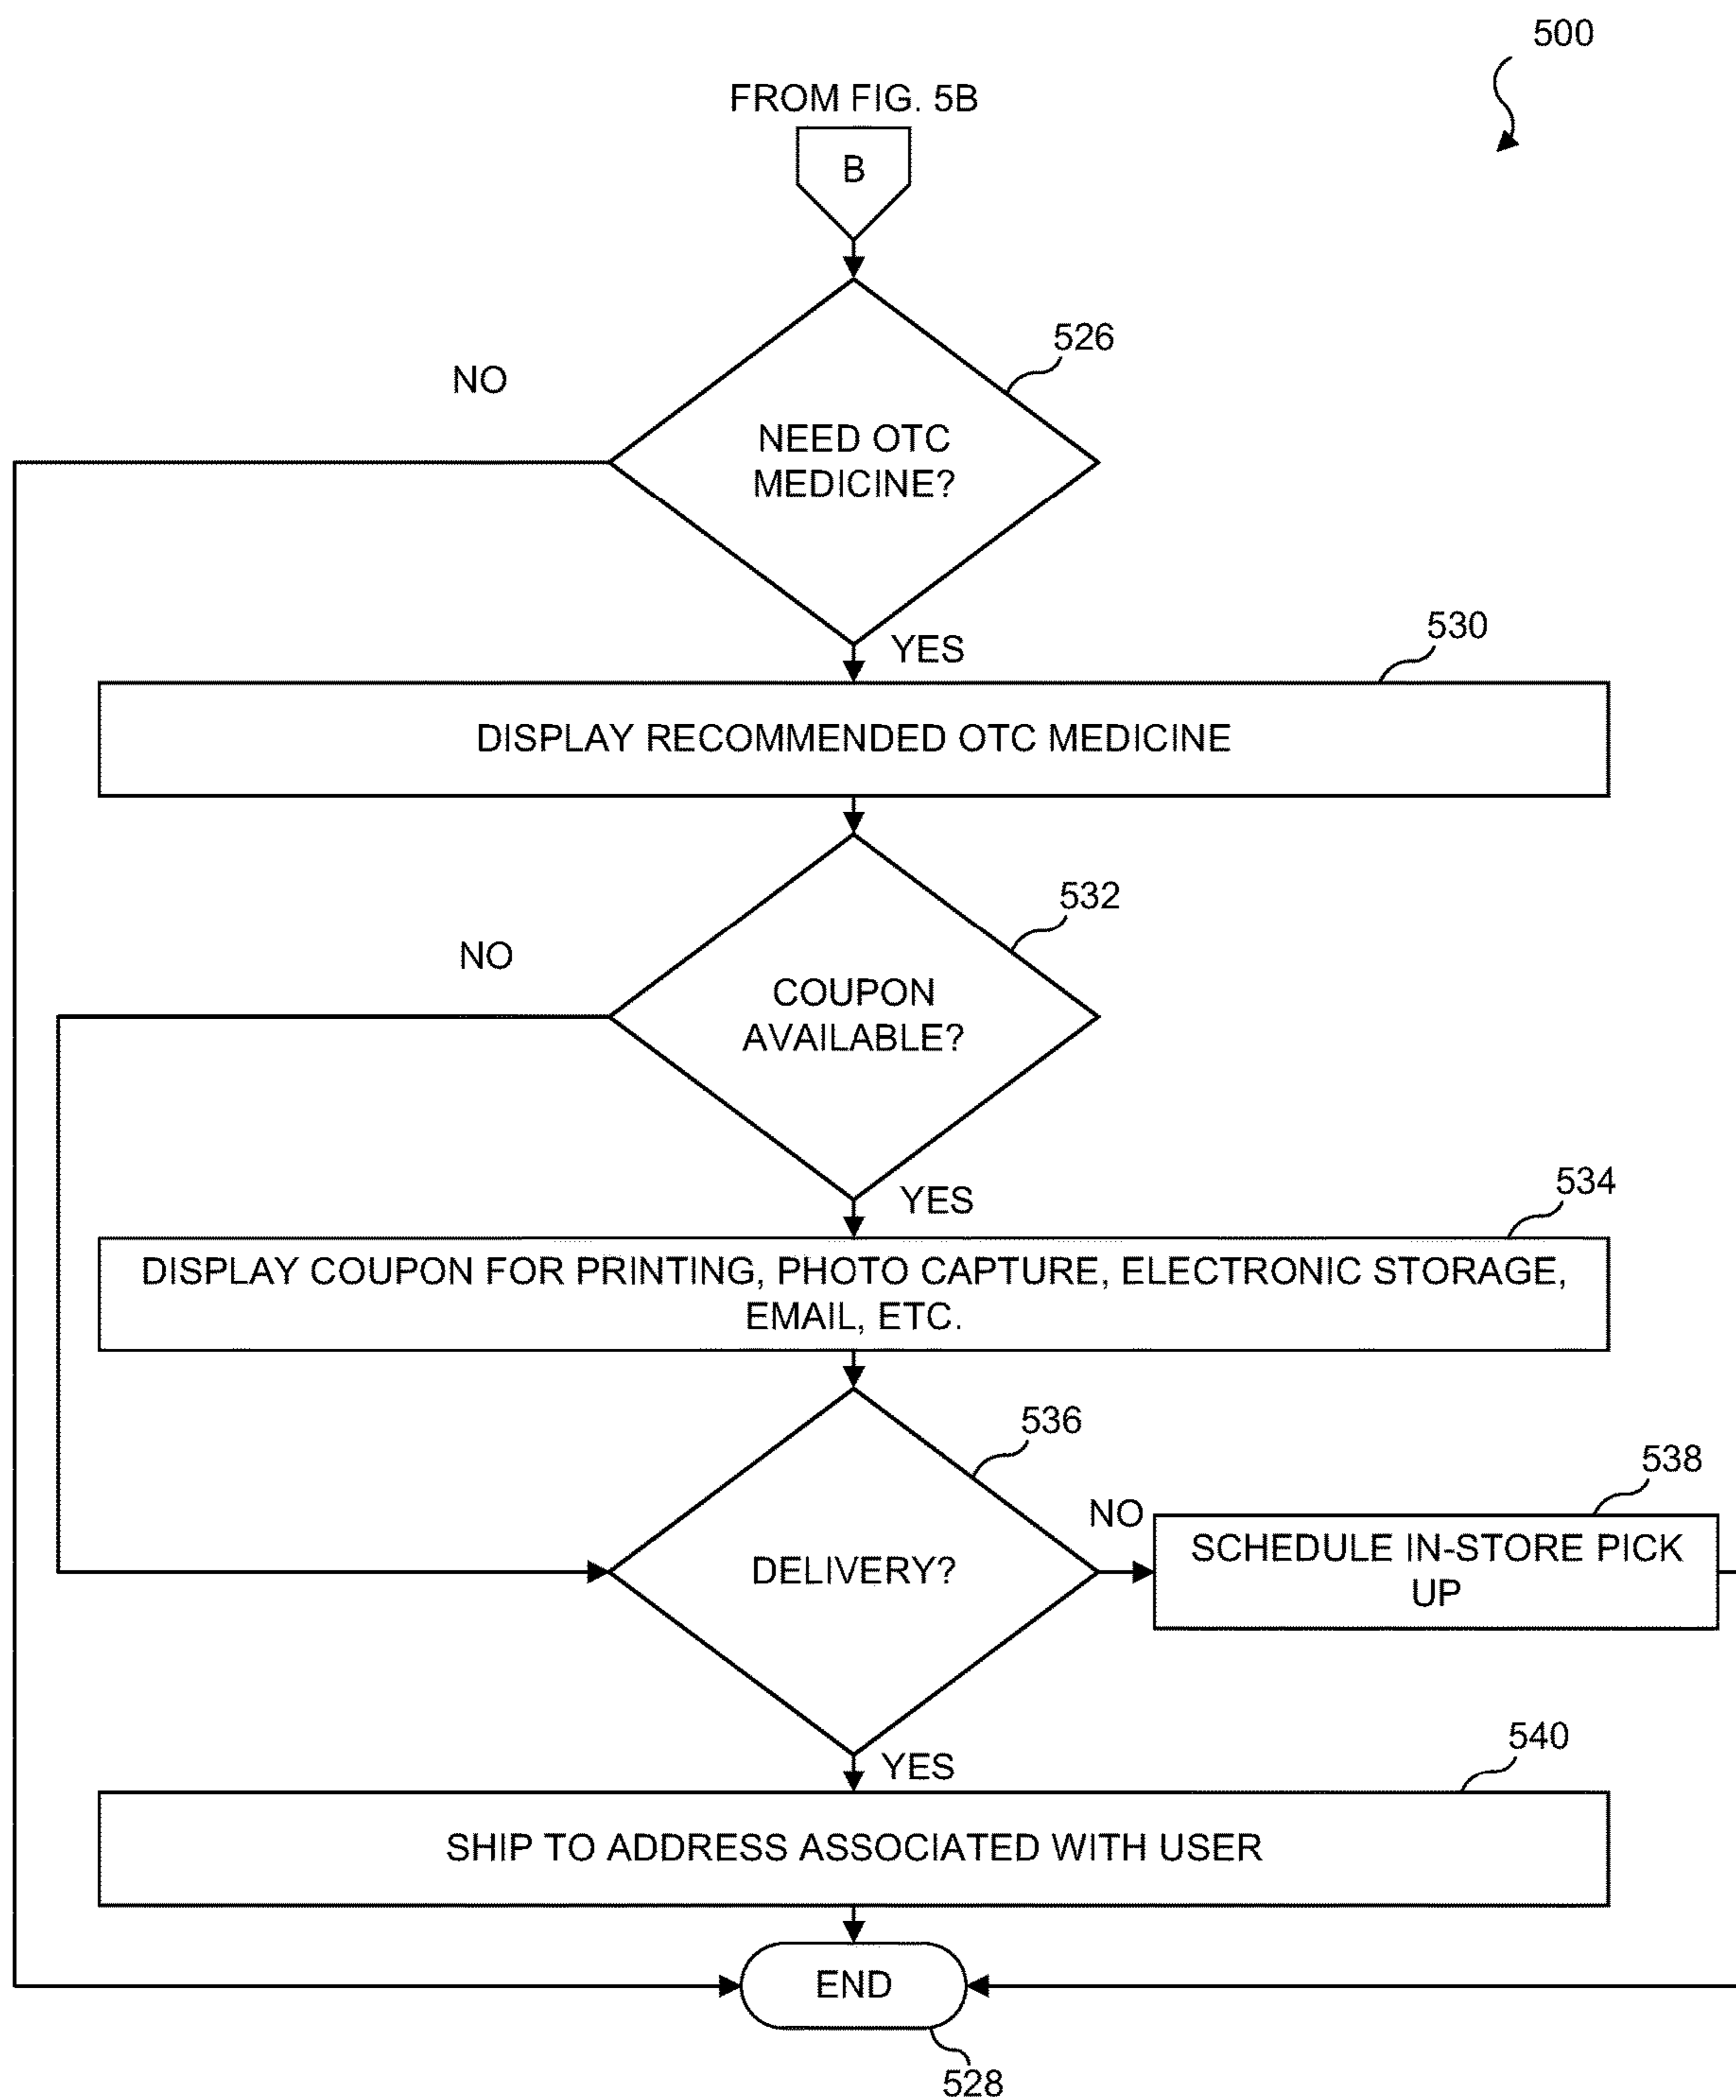 500
FROM FIG. 5B
B
526
NO
NEED OTC
MEDICINE?
YES
530
DISPLAY RECOMMENDED OTC MEDICINE
532
NO
COUPON
AVAILABLE?
YES
534
DISPLAY COUPON FOR PRINTING, PHOTO CAPTURE, ELECTRONIC STORAGE,
EMAIL, ETC.
536
538
NO
DELIVERY?
SCHEDULE IN-STORE PICK
UP
YES
540
SHIP TO ADDRESS ASSOCIATED WITH USER
END
528